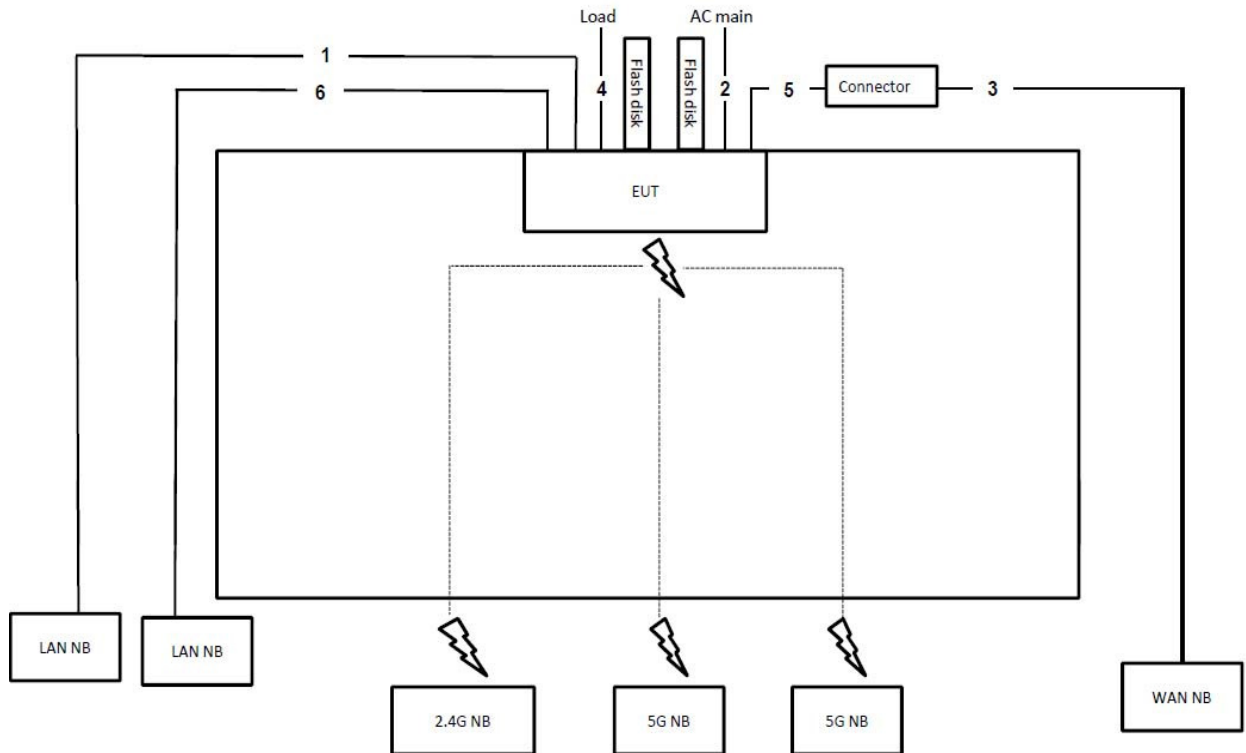 Load
AC main
1
6
4
Flash disk
Flash disk
2
5
Connector
3
EUT
LAN NB
LAN NB
2.4G NB
5G NB
5G NB
WAN NB